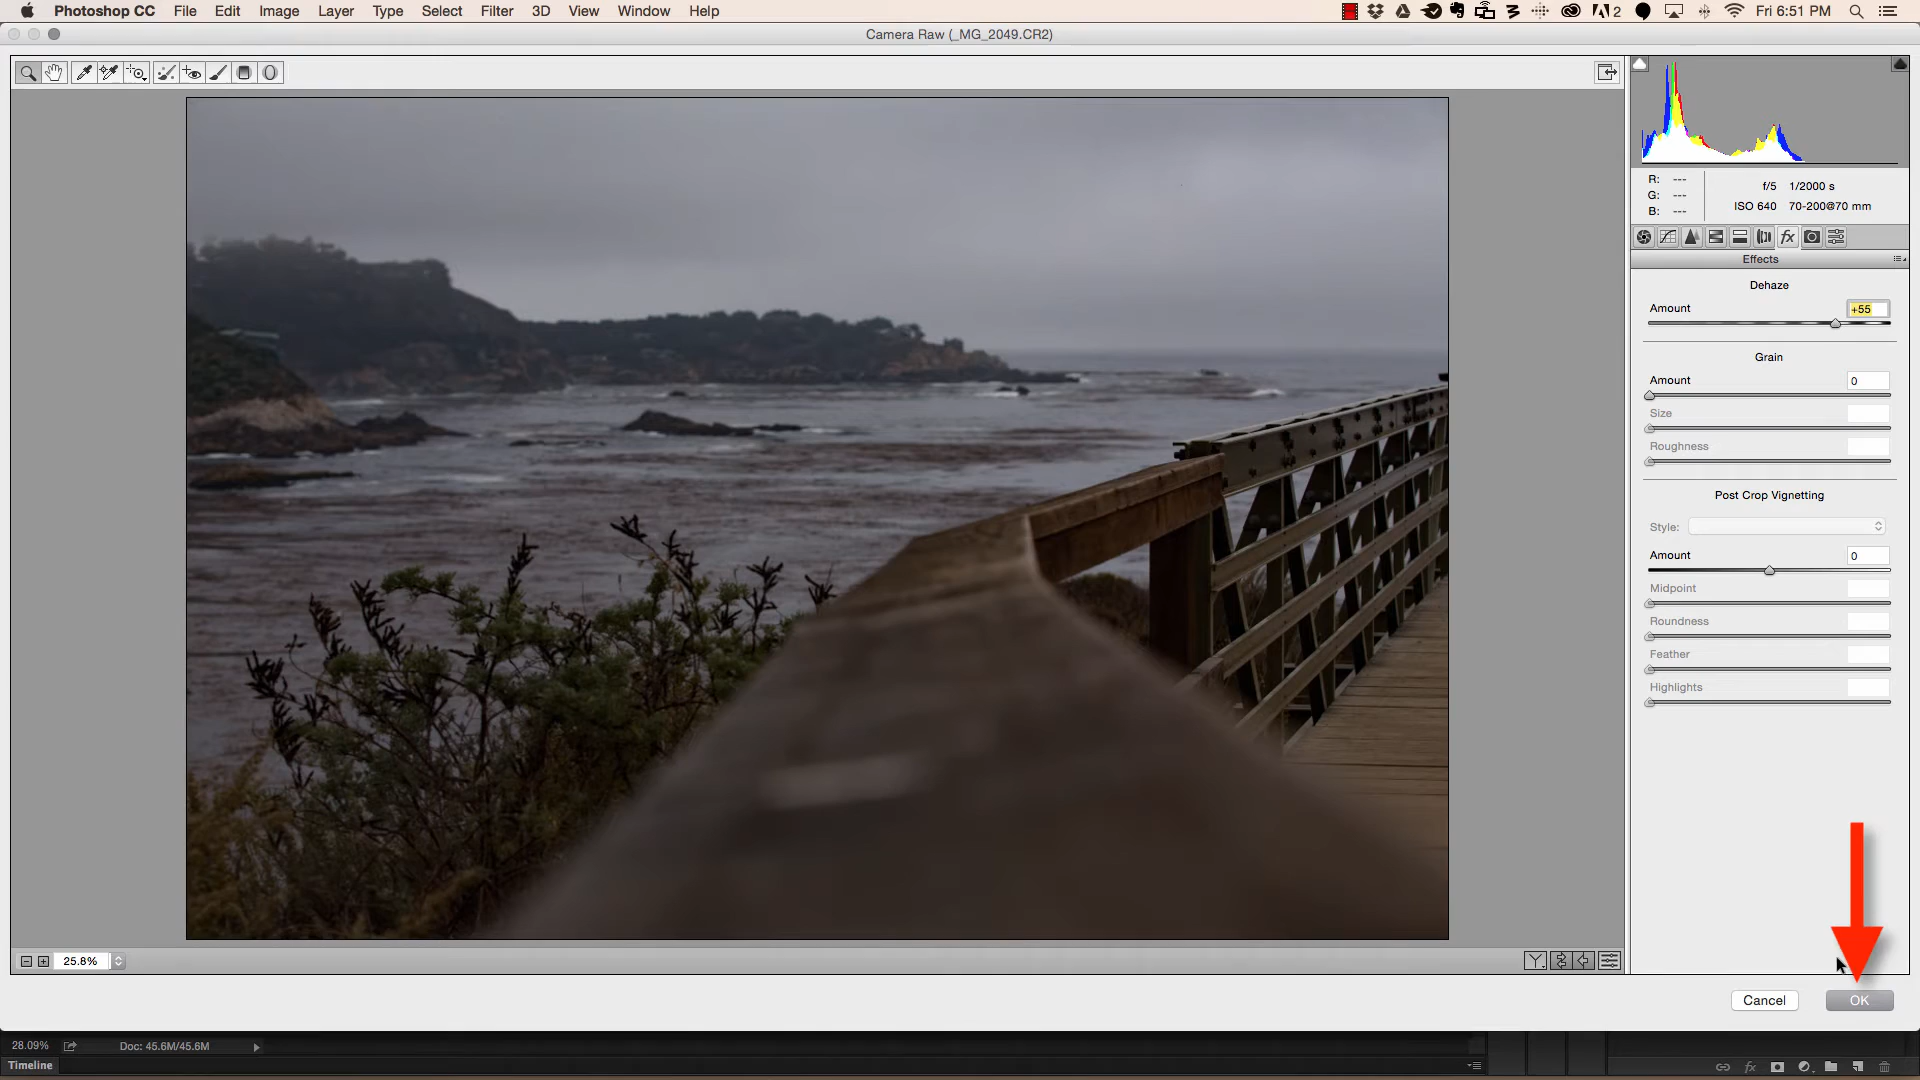 Photoshop CC File Edit Image Layer Type Select Filter 3D View Window Help 2 Fri 6:51 PM
Camera Raw (_MG_2049.CR2)
R: ---
G: ---
B: ---
f/5 1/2000 s
ISO 640 70-200@70 mm
fx
Effects
Dehaze
Amount +55
Grain
Amount 0
Size
Roughness
Post Crop Vignetting
Style:
Amount 0
Midpoint
Roundness
Feather
Highlights
25.8% Y
Cancel OK
28.09% Doc: 45.6M/45.6M
Timeline fx